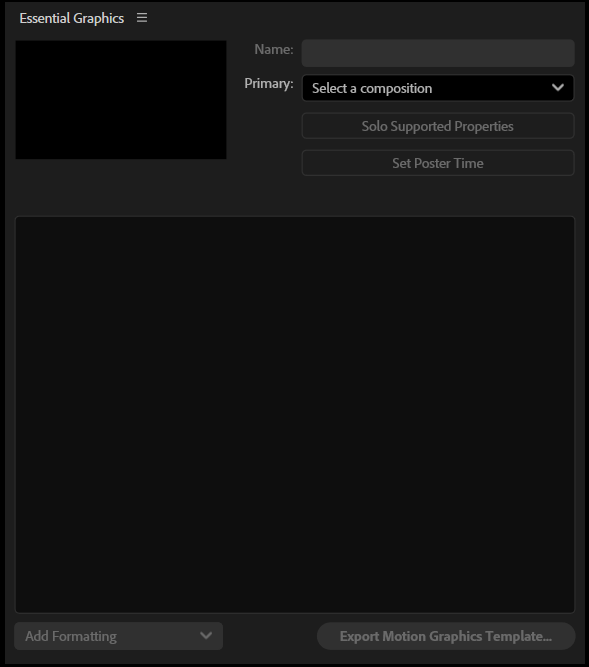 Essential Graphics
Name:
Primary: Select a composition
Solo Supported Properties
Set Poster Time
Add Formatting
Export Motion Graphics Template...